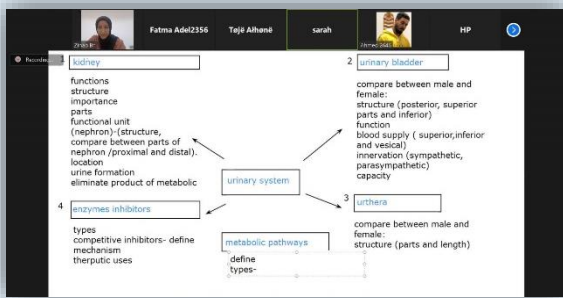 Fatma Adel2356
Tøjë Aḥønë
sarah
HP
Recording...
1 kidney
functions
structure
importance
parts
functional unit
(nephron)-(structure,
compare between parts of
nephron /proximal and distal).
location
urine formation
eliminate product of metabolic
2 urinary bladder
compare between male and
female:
structure (posterior, superior
parts and inferior)
function
blood supply ( superior,inferior
and vesical)
innervation (sympathetic,
parasympathetic)
capacity
urinary system
3 urthera
compare between male and
female:
structure (parts and length)
4 enzymes inhibitors
types
competitive inhibitors- define
mechanism
therputic uses
metabolic pathways
define
types-